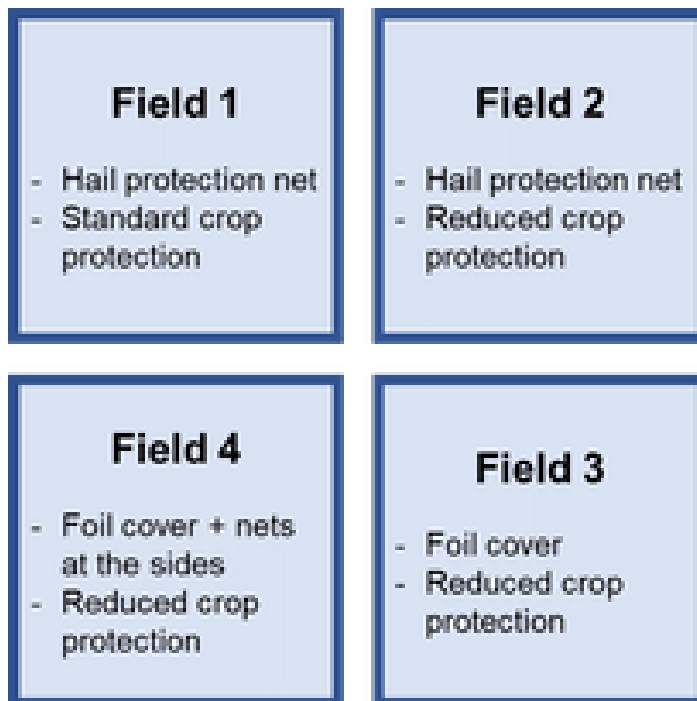 Field 1
- Hail protection net
- Standard crop
protection
Field 2
- Hail protection net
- Reduced crop
protection
Field 4
- Foil cover + nets
at the sides
- Reduced crop
protection
Field 3
- Foil cover
- Reduced crop
protection